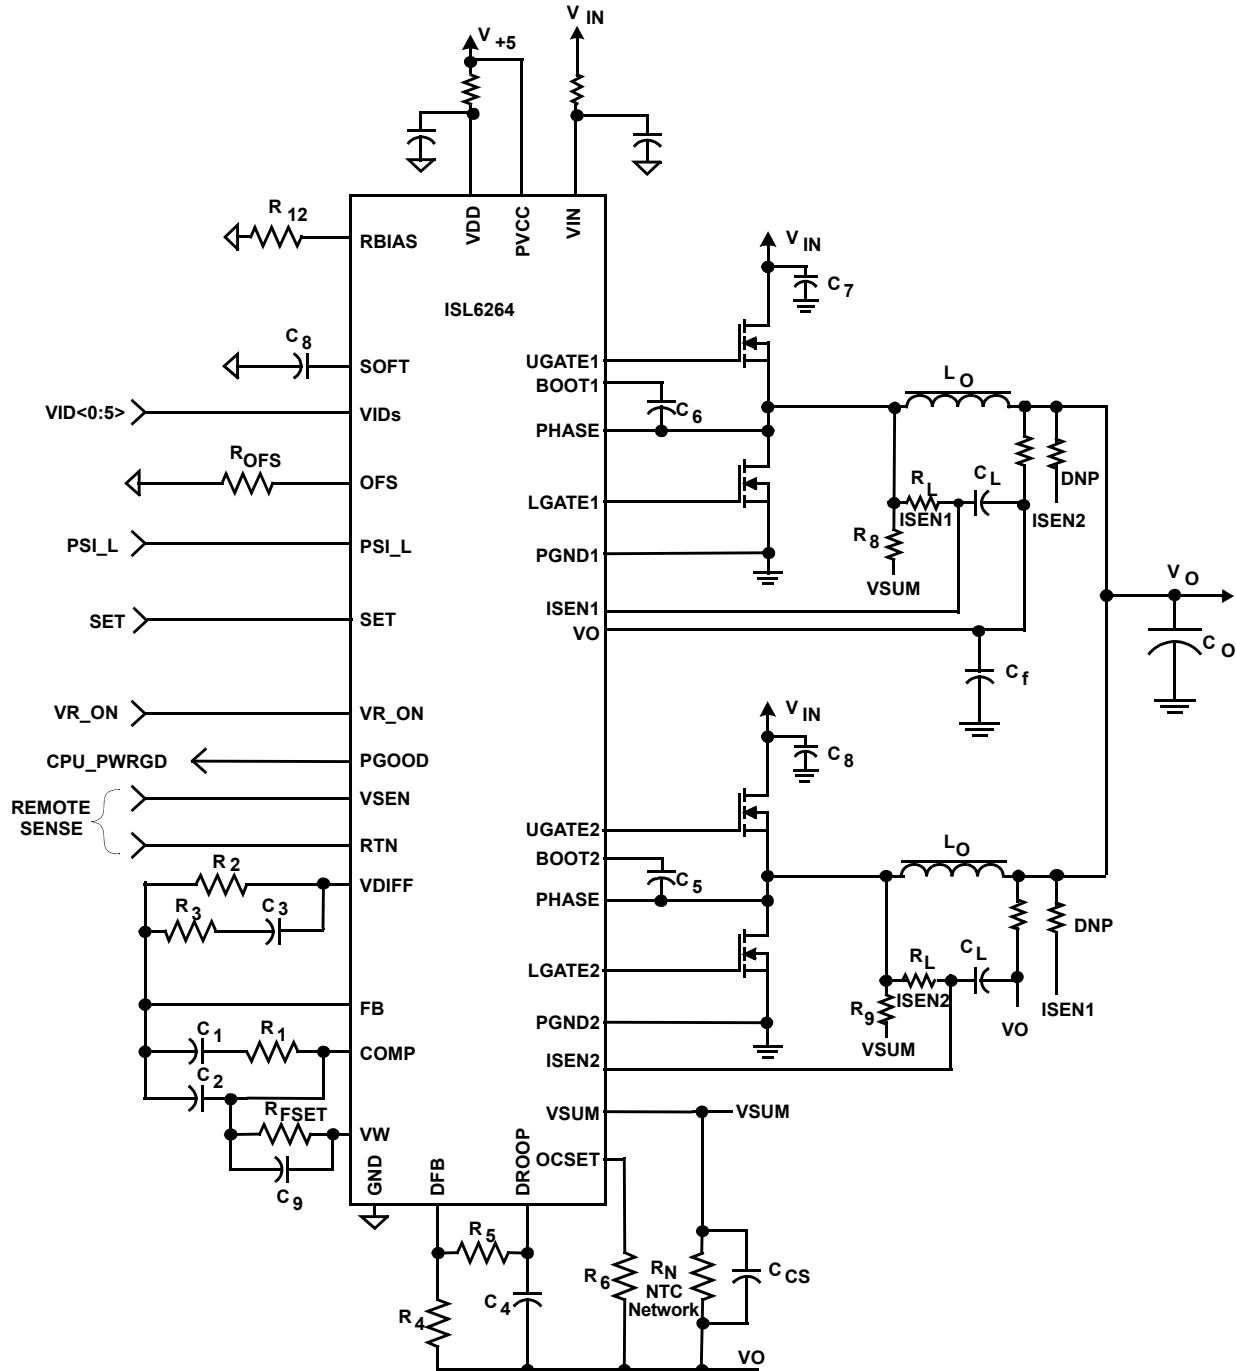 V +5
V IN
R 12
RBIAS
VDD
PVCC
VIN
ISL6264
V IN
C 7
C 8
SOFT
UGATE1
BOOT1
C 6
L O
VID<0:5>
VIDs
PHASE
R OFS
OFS
LGATE1
R L
ISEN1
C L
DNP
ISEN2
PSI_L
PSI_L
PGND1
R 8
VSUM
V O
SET
SET
ISEN1
VO
C O
C f
VR_ON
VR_ON
V IN
CPU_PWRGD
PGOOD
C 8
REMOTE
SENSE
VSEN
RTN
UGATE2
BOOT2
C 5
L O
R 2
VDIFF
R 3
C 3
PHASE
DNP
LGATE2
R L
ISEN2
C L
ISEN1
FB
PGND2
R 9
VSUM
VO
C 1
R 1
COMP
ISEN2
C 2
VSUM
VSUM
R FSET
VW
OCSET
C 9
GND
DFB
DROOP
R 5
R 6
R N
NTC
Network
C CS
R 4
C 4
VO